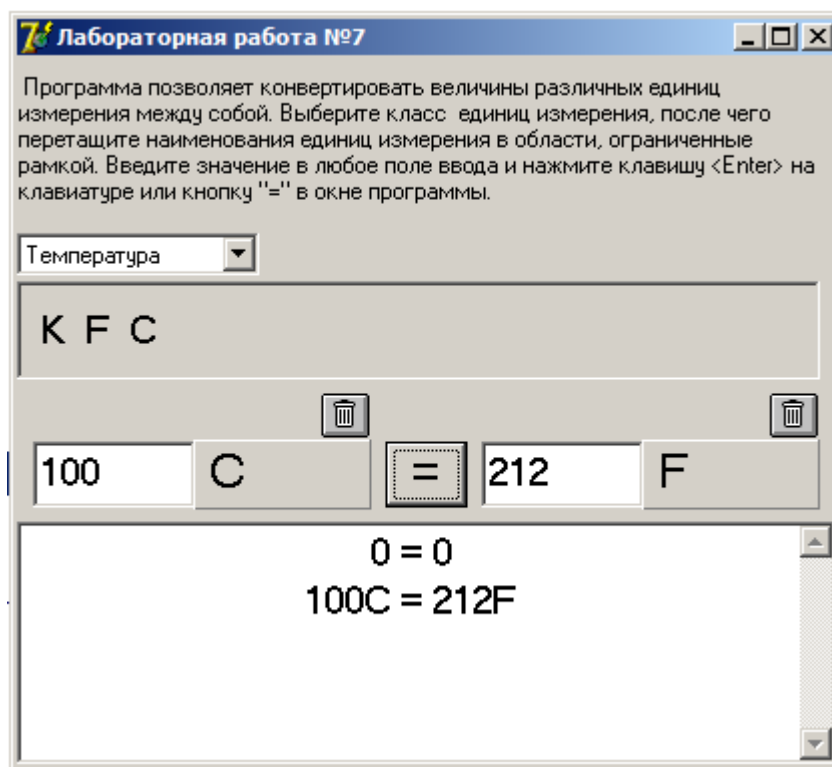 Лабораторная работа №7
Программа позволяет конвертировать величины различных единиц
измерения между собой. Выберите класс  единиц измерения, после чего
перетащите наименования единиц измерения в области, ограниченные
рамкой. Введите значение в любое поле ввода и нажмите клавишу <Enter> на
клавиатуре или кнопку "=" в окне программы.
Температура
K F C
100 C = 212 F
0 = 0
100C = 212F